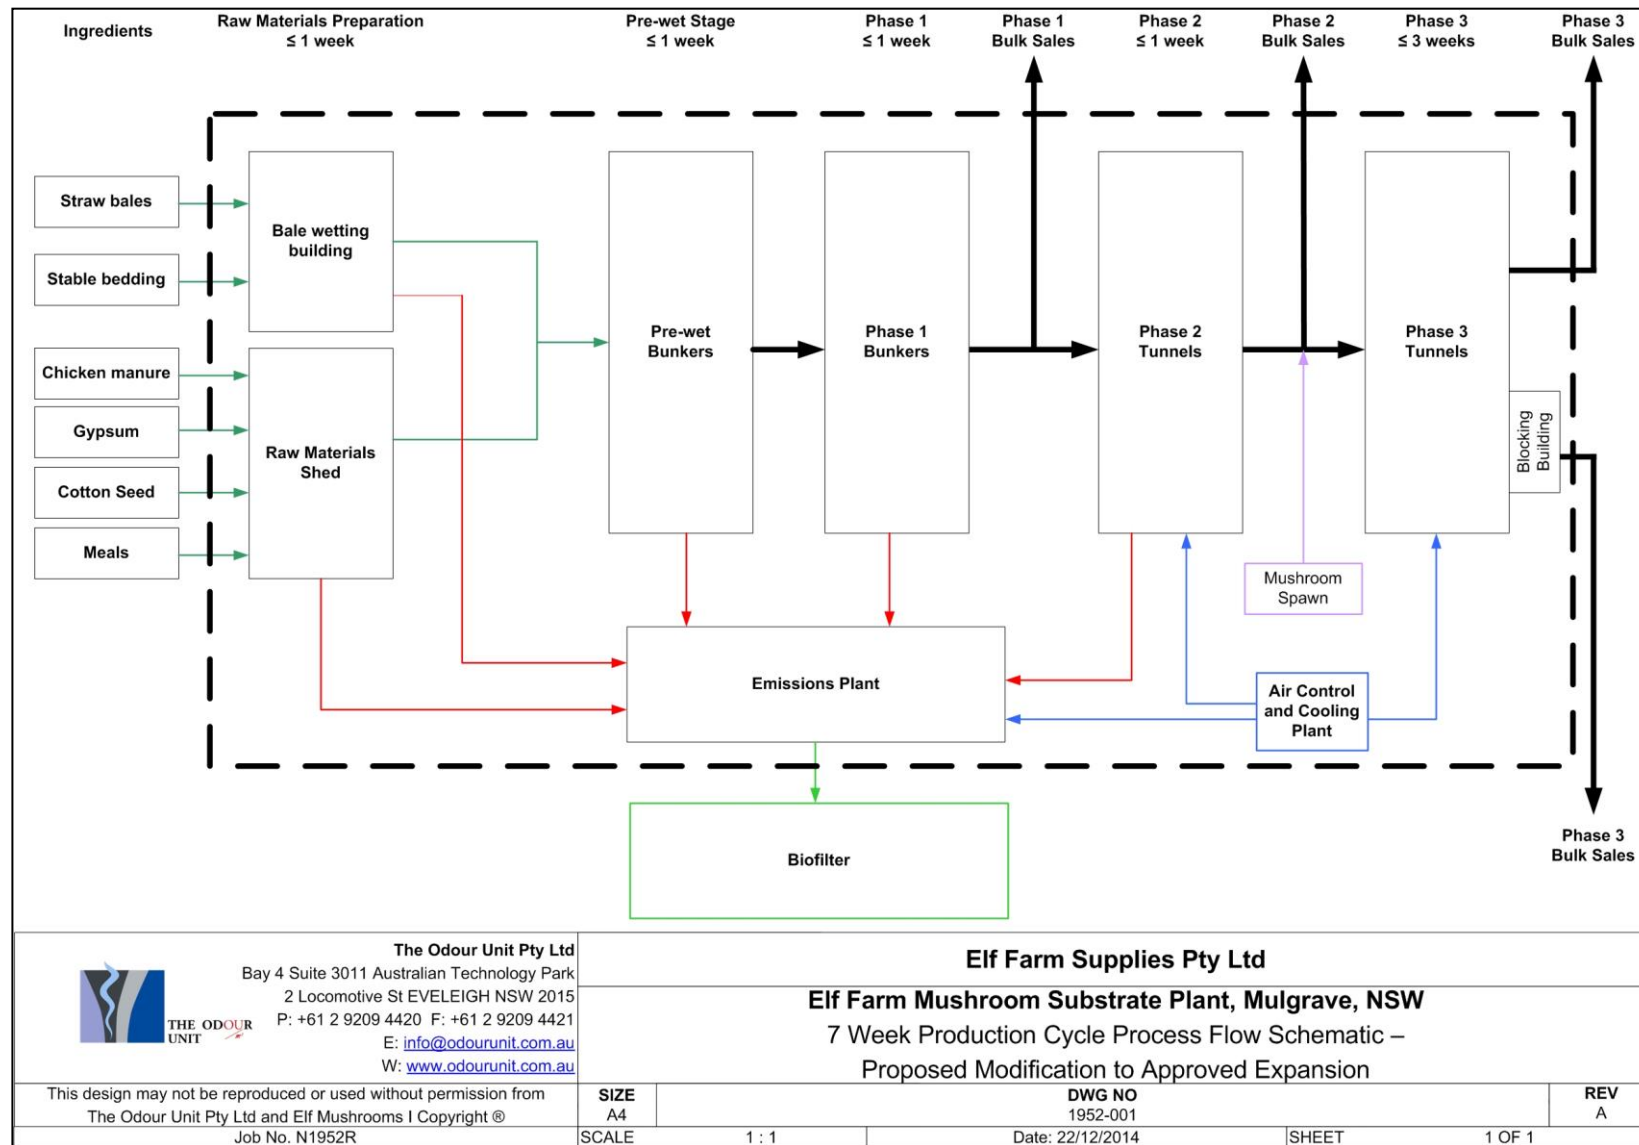 Ingredients
Raw Materials Preparation
≤ 1 week
Pre-wet Stage
≤ 1 week
Phase 1
≤ 1 week
Phase 1
Bulk Sales
Phase 2
≤ 1 week
Phase 2
Bulk Sales
Phase 3
≤ 3 weeks
Phase 3
Bulk Sales
Straw bales
Stable bedding
Chicken manure
Gypsum
Cotton Seed
Meals
Bale wetting
building
Raw Materials
Shed
Pre-wet
Bunkers
Phase 1
Bunkers
Phase 2
Tunnels
Phase 3
Tunnels
Blocking
Building
Mushroom
Spawn
Emissions Plant
Air Control
and Cooling
Plant
Biofilter
Phase 3
Bulk Sales
THE ODOUR
UNIT
The Odour Unit Pty Ltd
Bay 4 Suite 3011 Australian Technology Park
2 Locomotive St EVELEIGH NSW 2015
P: +61 2 9209 4420 F: +61 2 9209 4421
E: info@odourunit.com.au
W: www.odourunit.com.au
Elf Farm Supplies Pty Ltd
Elf Farm Mushroom Substrate Plant, Mulgrave, NSW
7 Week Production Cycle Process Flow Schematic –
Proposed Modification to Approved Expansion
This design may not be reproduced or used without permission from
The Odour Unit Pty Ltd and Elf Mushrooms I Copyright ®
Job No. N1952R
SIZE
A4
DWG NO
1952-001
REV
A
SCALE
1 : 1
Date: 22/12/2014
SHEET
1 OF 1